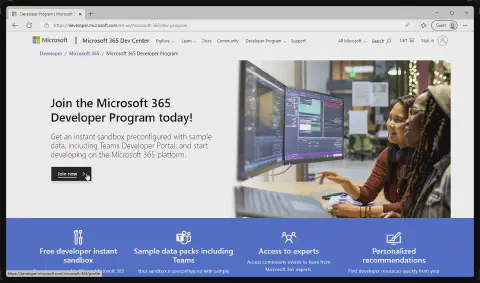 Microsoft 365 Developer Program | M
https://developer.microsoft.com/en-us/microsoft-365/dev-program
Guest
Microsoft | Microsoft 365 Dev Center Explore Learn Docs Community Developer Program Support All Microsoft Search Cart Sign in
Developer / Microsoft 365 / Microsoft 365 Developer Program
Join the Microsoft 365
Developer Program today!
Get an instant sandbox preconfigured with sample
data, including Teams Developer Portal, and start
developing on the Microsoft 365 platform.
Join now
Free developer instant
sandbox
Sample data packs including
Teams
Your sandbox is preconfigured with sample
Access to experts
Access community events to learn from
Microsoft 365 experts.
Personalized
recommendations
Find developer resources quickly from your
https://developer.microsoft.com/microsoft-365/profile